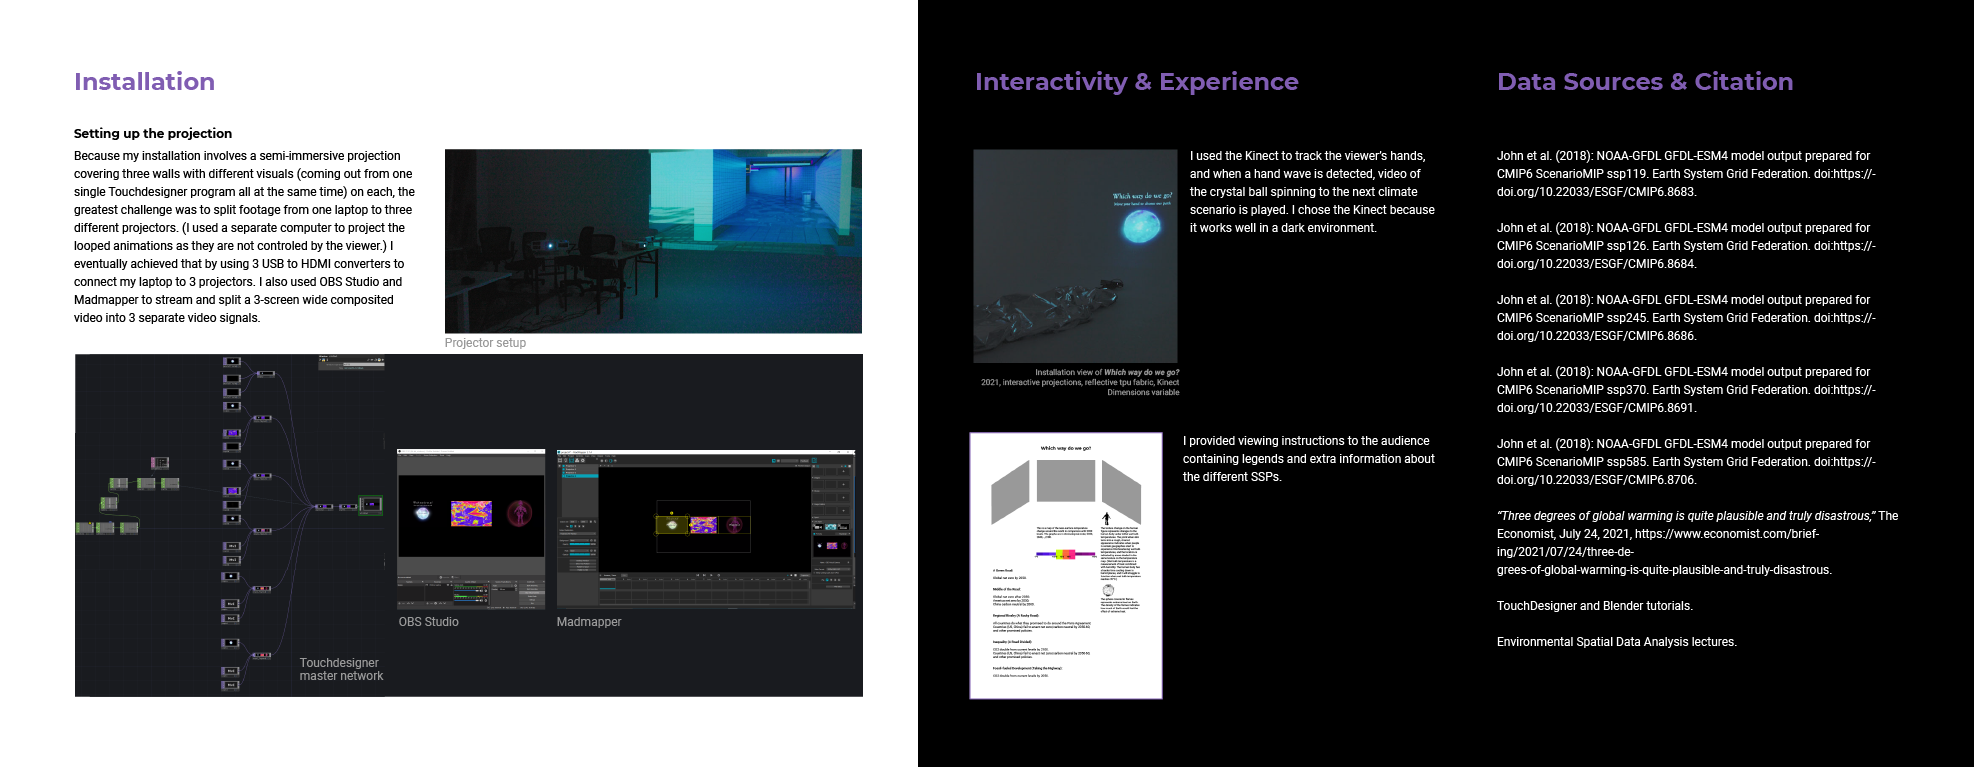 Installation
Setting up the projection
Because my installation involves a semi-immersive projection
covering three walls with different visuals (coming out from one
single Touchdesigner program all at the same time) on each, the
greatest challenge was to split footage from one laptop to three
different projectors. (I used a separate computer to project the
looped animations as they are not controled by the viewer.) I
eventually achieved that by using 3 USB to HDMI converters to
connect my laptop to 3 projectors. I also used OBS Studio and
Madmapper to stream and split a 3-screen wide composited
video into 3 separate video signals.
Projector setup
Touchdesigner
master network
OBS Studio
Madmapper
Interactivity & Experience
Which way do we go?
I used the Kinect to track the viewer's hands,
and when a hand wave is detected, video of
the crystal ball spinning to the next climate
scenario is played. I chose the Kinect because
it works well in a dark environment.
Installation view of Which way do we go?
2021, interactive projections, reflective tpu fabric, Kinect
Dimensions variable
Which way do we go?
I provided viewing instructions to the audience
containing legends and extra information about
the different SSPs.
Data Sources & Citation
John et al. (2018): NOAA-GFDL GFDL-ESM4 model output prepared for
CMIP6 ScenarioMIP ssp119. Earth System Grid Federation. doi:https://-
doi.org/10.22033/ESGF/CMIP6.8683.
John et al. (2018): NOAA-GFDL GFDL-ESM4 model output prepared for
CMIP6 ScenarioMIP ssp126. Earth System Grid Federation. doi:https://-
doi.org/10.22033/ESGF/CMIP6.8684.
John et al. (2018): NOAA-GFDL GFDL-ESM4 model output prepared for
CMIP6 ScenarioMIP ssp245. Earth System Grid Federation. doi:https://-
doi.org/10.22033/ESGF/CMIP6.8686.
John et al. (2018): NOAA-GFDL GFDL-ESM4 model output prepared for
CMIP6 ScenarioMIP ssp370. Earth System Grid Federation. doi:https://-
doi.org/10.22033/ESGF/CMIP6.8691.
John et al. (2018): NOAA-GFDL GFDL-ESM4 model output prepared for
CMIP6 ScenarioMIP ssp585. Earth System Grid Federation. doi:https://-
doi.org/10.22033/ESGF/CMIP6.8706.
“Three degrees of global warming is quite plausible and truly disastrous,” The
Economist, July 24, 2021, https://www.economist.com/brief-
ing/2021/07/24/three-de-
grees-of-global-warming-is-quite-plausible-and-truly-disastrous.
TouchDesigner and Blender tutorials.
Environmental Spatial Data Analysis lectures.